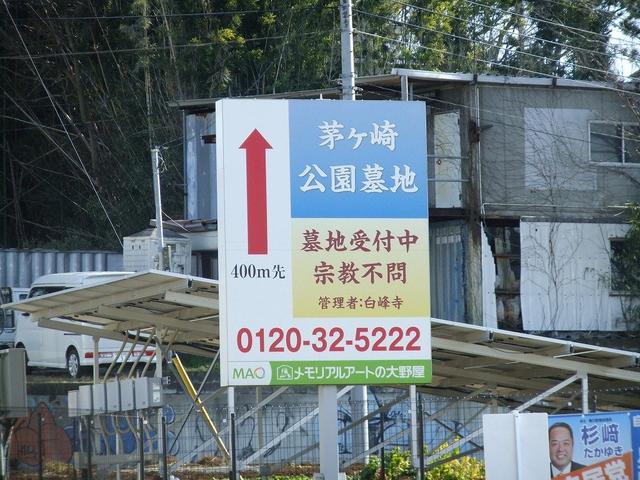 茅ケ崎
公園墓地
墓地受付中
宗教不問
管理者:白峰寺
400m先
0120-32-5222
MAO メモリアルアートの大野屋
杉﨑
たかゆき